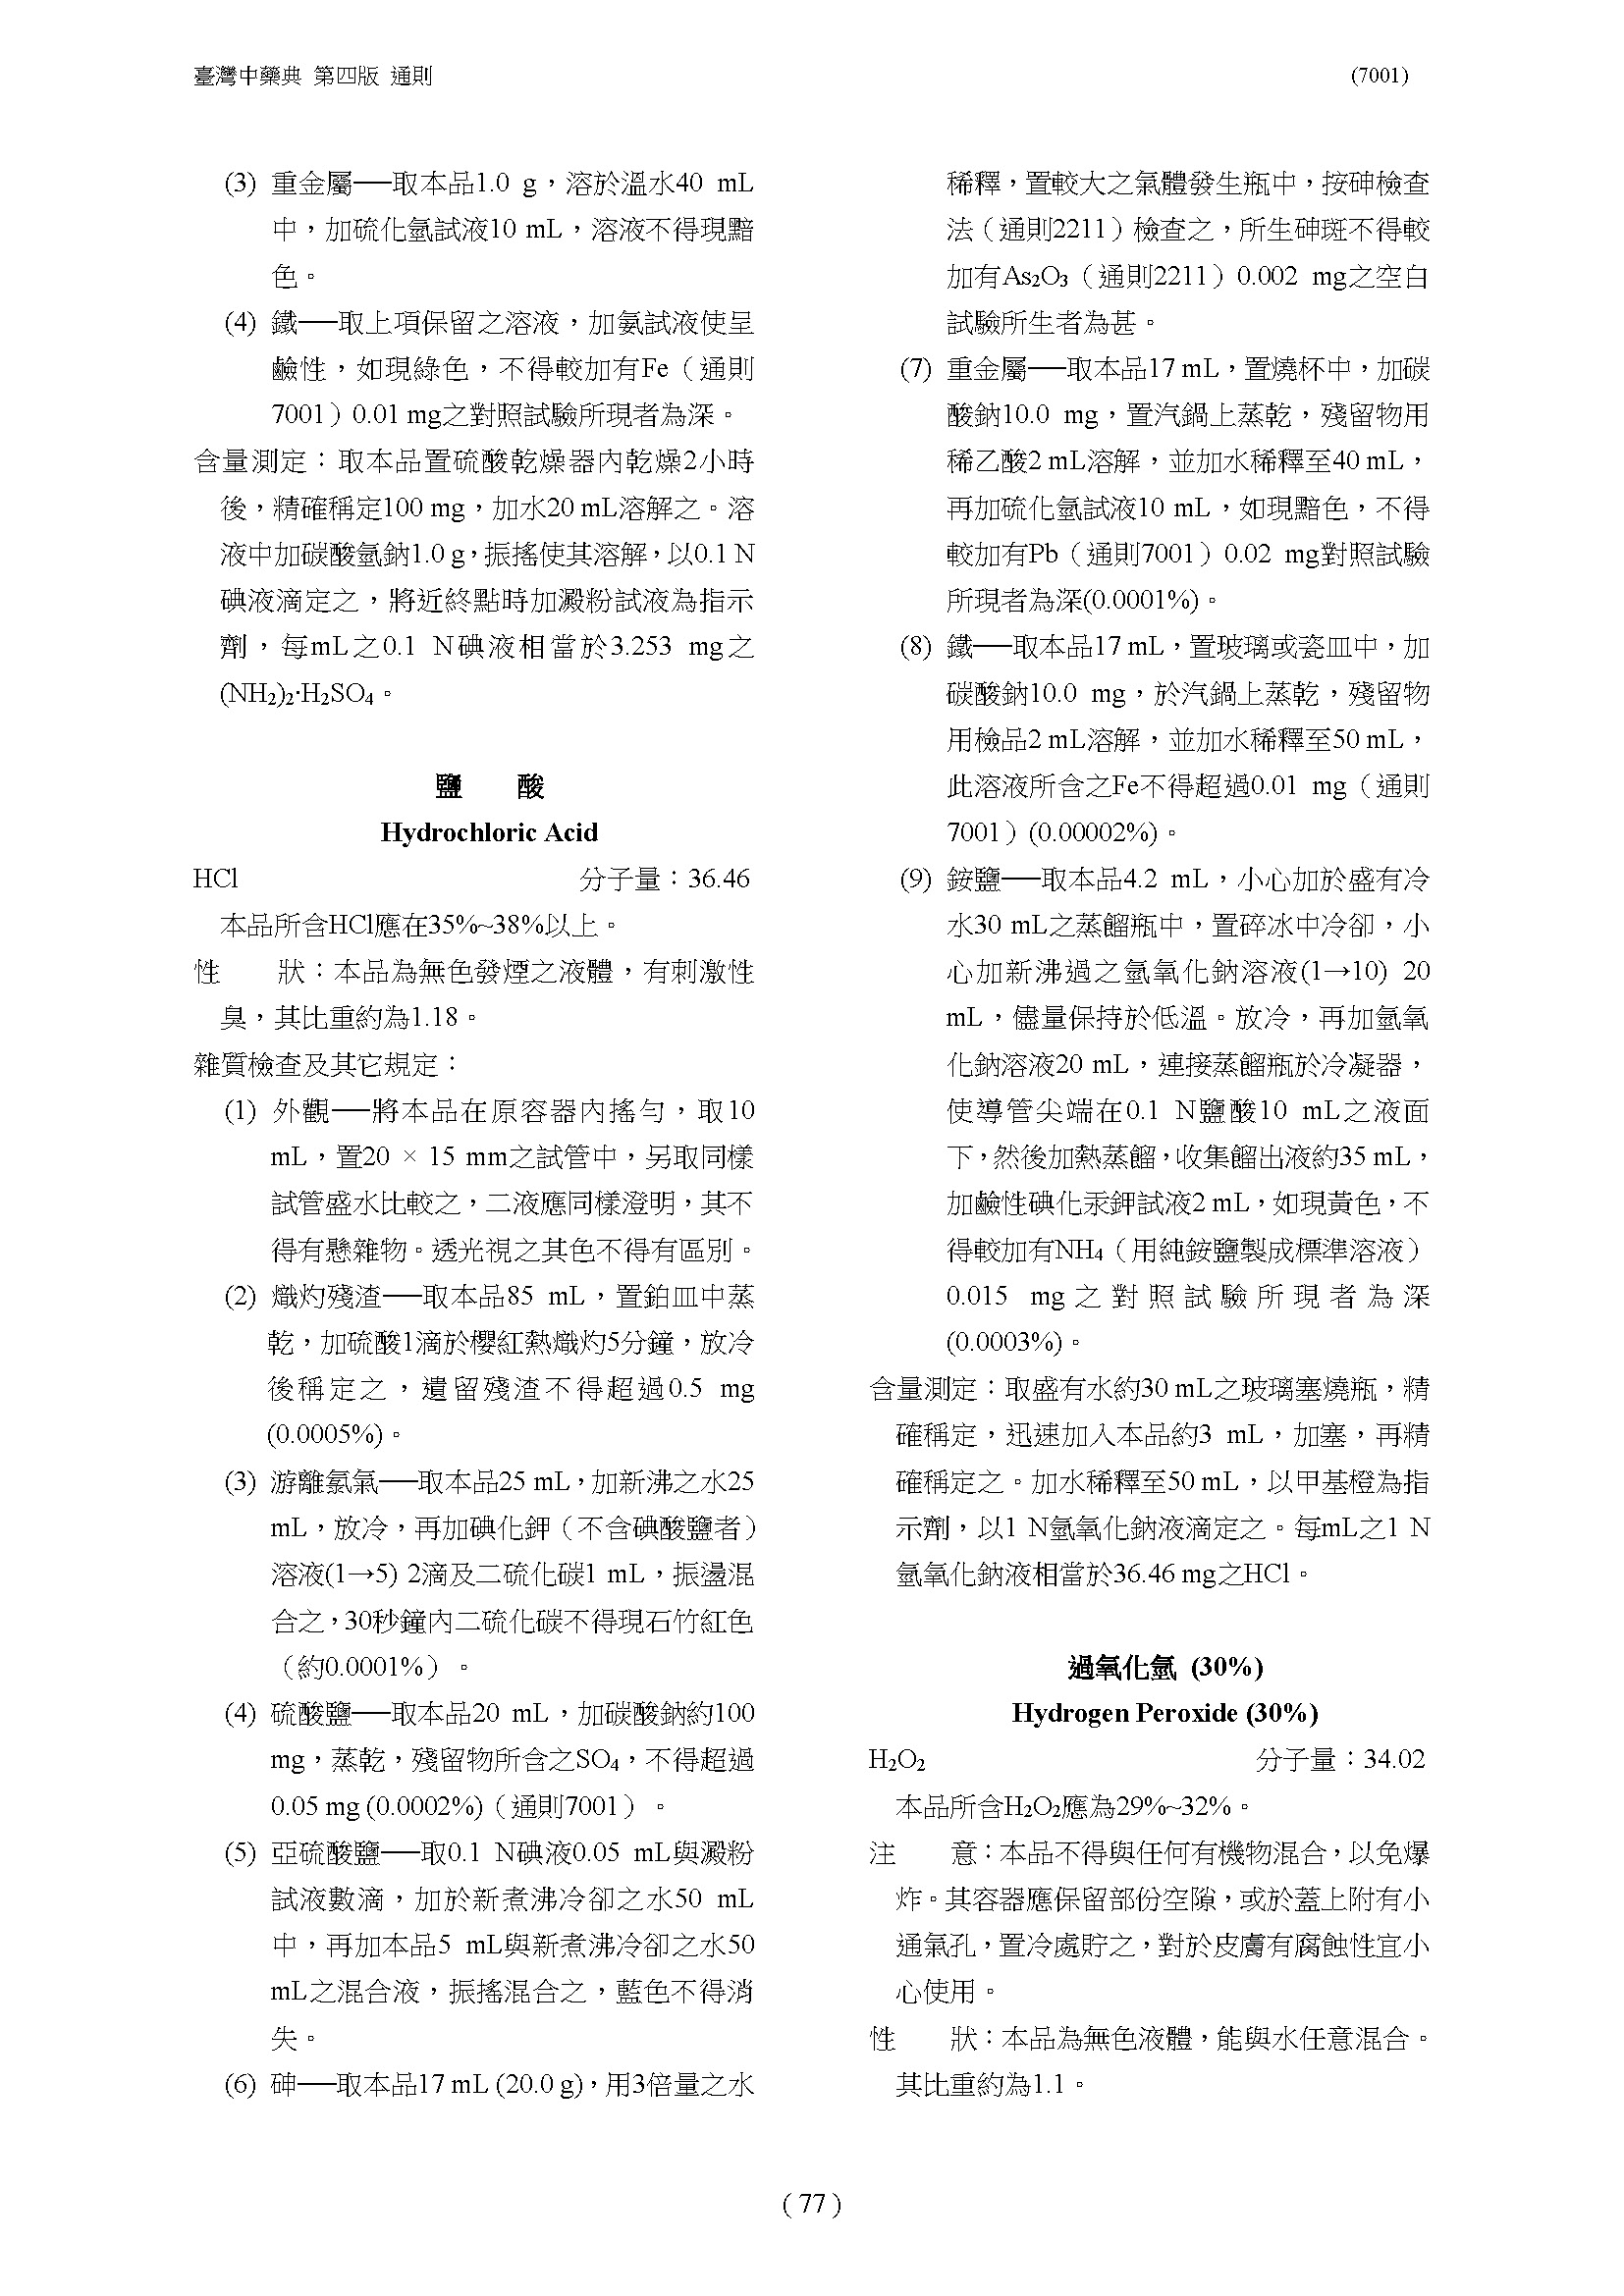 臺灣中藥典 第四版 通則
(7001)
(3) 重金屬──取本品1.0 g，溶於溫水40 mL
中，加硫化氫試液10 mL，溶液不得現黯
色。
(4) 鐵──取上項保留之溶液，加氨試液使呈
鹼性，如現綠色，不得較加有Fe（通則
7001）0.01 mg之對照試驗所現者為深。
含量測定：取本品置硫酸乾燥器內乾燥2小時
後，精確稱定100 mg，加水20 mL溶解之。溶
液中加碳酸氫鈉1.0 g，振搖使其溶解，以0.1 N
碘液滴定之，將近終點時加澱粉試液為指示
劑，每mL之0.1 N碘液相當於3.253 mg之
(NH₂)₂·H₂SO₄。
鹽　　酸
Hydrochloric Acid
HCl 分子量：36.46
本品所含HCl應在35%~38%以上。
性　　狀：本品為無色發煙之液體，有刺激性
臭，其比重約為1.18。
雜質檢查及其它規定：
(1) 外觀──將本品在原容器內搖勻，取10
mL，置20 × 15 mm之試管中，另取同樣
試管盛水比較之，二液應同樣澄明，其不
得有懸雜物。透光視之其色不得有區別。
(2) 熾灼殘渣──取本品85 mL，置鉑皿中蒸
乾，加硫酸1滴於櫻紅熱熾灼5分鐘，放冷
後稱定之，遺留殘渣不得超過0.5 mg
(0.0005%)。
(3) 游離氯氣──取本品25 mL，加新沸之水25
mL，放冷，再加碘化鉀（不含碘酸鹽者）
溶液(1→5) 2滴及二硫化碳1 mL，振盪混
合之，30秒鐘內二硫化碳不得現石竹紅色
（約0.0001%）。
(4) 硫酸鹽──取本品20 mL，加碳酸鈉約100
mg，蒸乾，殘留物所含之SO₄，不得超過
0.05 mg (0.0002%)（通則7001）。
(5) 亞硫酸鹽──取0.1 N碘液0.05 mL與澱粉
試液數滴，加於新煮沸冷卻之水50 mL
中，再加本品5 mL與新煮沸冷卻之水50
mL之混合液，振搖混合之，藍色不得消
失。
(6) 砷──取本品17 mL (20.0 g)，用3倍量之水
稀釋，置較大之氣體發生瓶中，按砷檢查
法（通則2211）檢查之，所生砷斑不得較
加有As₂O₃（通則2211）0.002 mg之空白
試驗所生者為甚。
(7) 重金屬──取本品17 mL，置燒杯中，加碳
酸鈉10.0 mg，置汽鍋上蒸乾，殘留物用
稀乙酸2 mL溶解，並加水稀釋至40 mL，
再加硫化氫試液10 mL，如現黯色，不得
較加有Pb（通則7001）0.02 mg對照試驗
所現者為深(0.0001%)。
(8) 鐵──取本品17 mL，置玻璃或瓷皿中，加
碳酸鈉10.0 mg，於汽鍋上蒸乾，殘留物
用檢品2 mL溶解，並加水稀釋至50 mL，
此溶液所含之Fe不得超過0.01 mg（通則
7001）(0.00002%)。
(9) 銨鹽──取本品4.2 mL，小心加於盛有冷
水30 mL之蒸餾瓶中，置碎冰中冷卻，小
心加新沸過之氫氧化鈉溶液(1→10) 20
mL，儘量保持於低溫。放冷，再加氫氧
化鈉溶液20 mL，連接蒸餾瓶於冷凝器，
使導管尖端在0.1 N鹽酸10 mL之液面
下，然後加熱蒸餾，收集餾出液約35 mL，
加鹼性碘化汞鉀試液2 mL，如現黃色，不
得較加有NH₄（用純銨鹽製成標準溶液）
0.015 mg之對照試驗所現者為深
(0.0003%)。
含量測定：取盛有水約30 mL之玻璃塞燒瓶，精
確稱定，迅速加入本品約3 mL，加塞，再精
確稱定之。加水稀釋至50 mL，以甲基橙為指
示劑，以1 N氫氧化鈉液滴定之。每mL之1 N
氫氧化鈉液相當於36.46 mg之HCl。
過氧化氫 (30%)
Hydrogen Peroxide (30%)
H₂O₂ 分子量：34.02
本品所含H₂O₂應為29%~32%。
注　　意：本品不得與任何有機物混合，以免爆
炸。其容器應保留部份空隙，或於蓋上附有小
通氣孔，置冷處貯之，對於皮膚有腐蝕性宜小
心使用。
性　　狀：本品為無色液體，能與水任意混合。
其比重約為1.1。
( 77 )